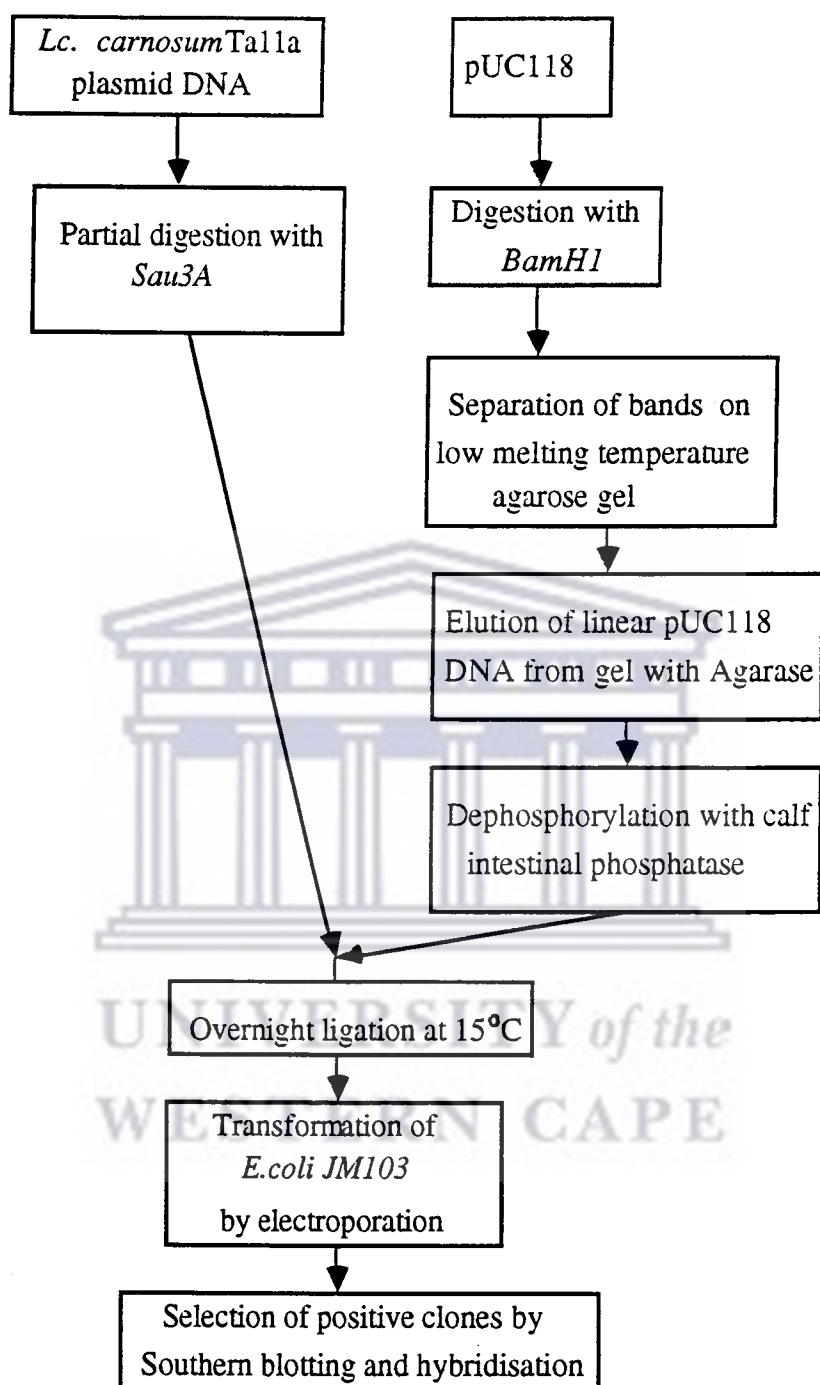 Lc. carnosumTa11a
plasmid DNA
pUC118
Partial digestion with
Sau3A
Digestion with
BamH1
Separation of bands on
low melting temperature
agarose gel
Elution of linear pUC118
DNA from gel with Agarase
Dephosphorylation with calf
intestinal phosphatase
Overnight ligation at 15°C
UNIVERSITY of the
WESTERN CAPE
Transformation of
E.coli JM103
by electroporation
Selection of positive clones by
Southern blotting and hybridisation